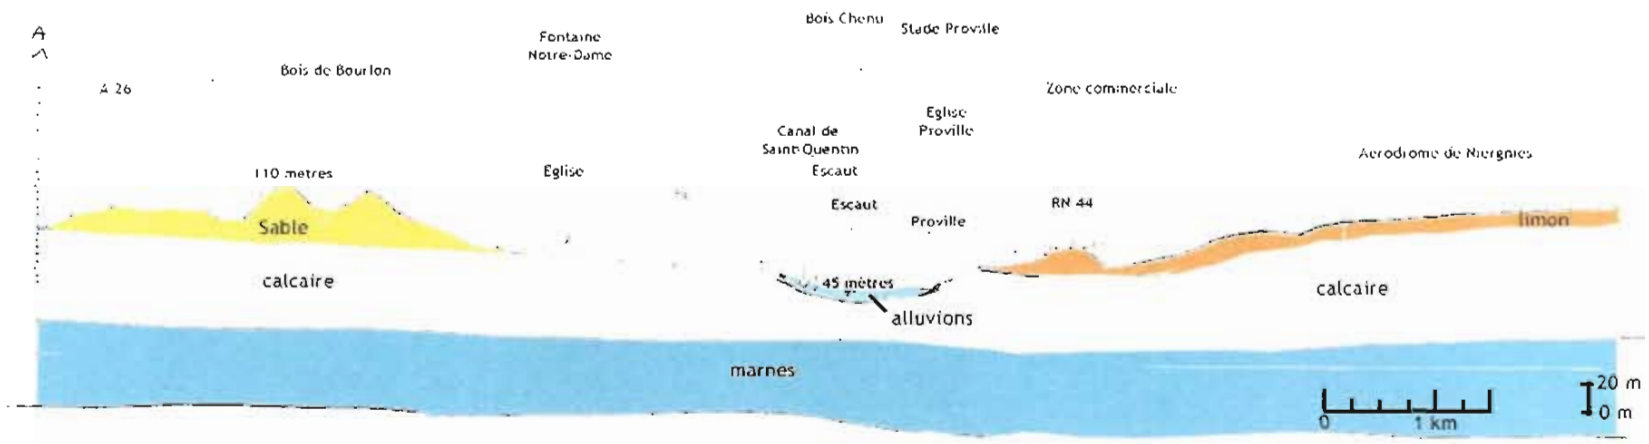 A
A 26
Bois de Bourlon
Fontaine
Notre-Dame
Bois Chenu
Stade Proville
Zone commerciale
Eglise
Proville
Canal de
Saint-Quentin
Escaut
Aerodrome de Niergnies
110 metres
Eglise
Escaut
Proville
RN 44
Sable
limon
calcaire
45 mètres
calcaire
alluvions
marnes
20 m
0 m
0
1 km